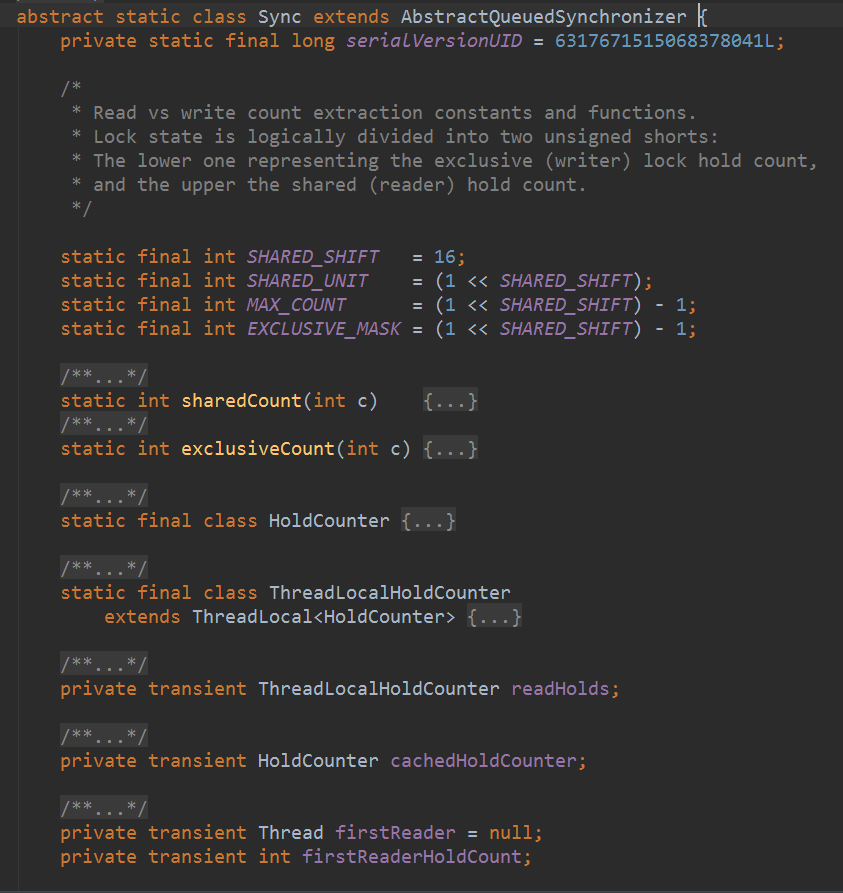 abstract static class Sync extends AbstractQueuedSynchronizer {
private static final long serialVersionUID = 6317671515068378041L;
/*
* Read vs write count extraction constants and functions.
* Lock state is logically divided into two unsigned shorts:
* The lower one representing the exclusive (writer) lock hold count,
* and the upper the shared (reader) hold count.
*/
static final int SHARED_SHIFT   = 16;
static final int SHARED_UNIT    = (1 << SHARED_SHIFT);
static final int MAX_COUNT      = (1 << SHARED_SHIFT) - 1;
static final int EXCLUSIVE_MASK = (1 << SHARED_SHIFT) - 1;
/**...*/
static int sharedCount(int c)    {...}
/**...*/
static int exclusiveCount(int c) {...}
/**...*/
static final class HoldCounter {...}
/**...*/
static final class ThreadLocalHoldCounter
extends ThreadLocal<HoldCounter> {...}
/**...*/
private transient ThreadLocalHoldCounter readHolds;
/**...*/
private transient HoldCounter cachedHoldCounter;
/**...*/
private transient Thread firstReader = null;
private transient int firstReaderHoldCount;